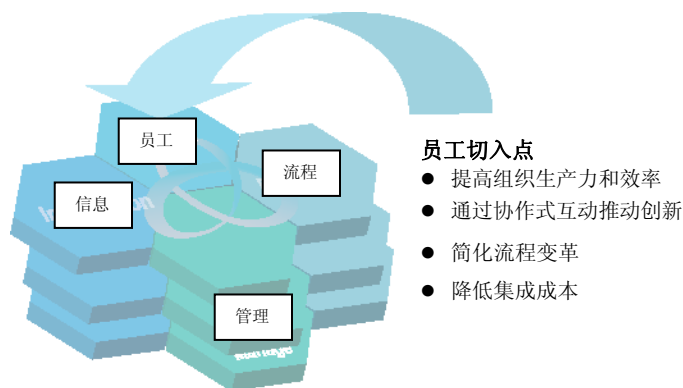 员工
流程
信息
管理
员工切入点
● 提高组织生产力和效率
● 通过协作式互动推动创新
● 简化流程变革
● 降低集成成本